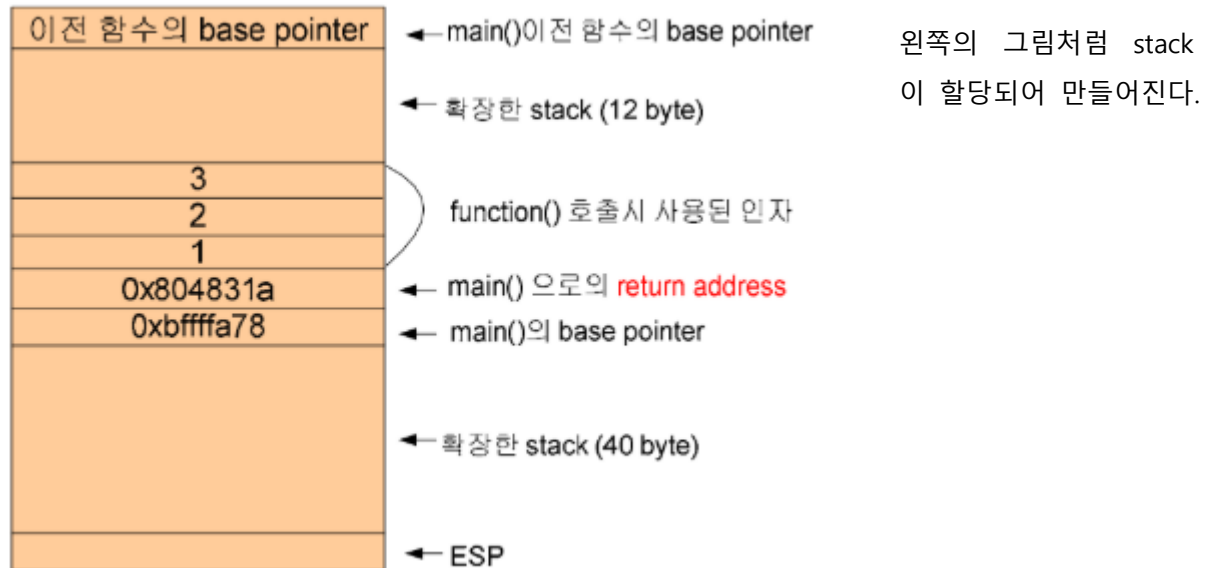 이전 함수의 base pointer
main()이전 함수의 base pointer
왼쪽의 그림처럼 stack
이 할당되어 만들어진다.
확장한 stack (12 byte)
3
2
1
function() 호출시 사용된 인자
0x804831a
main() 으로의 return address
0xbffffa78
main()의 base pointer
확장한 stack (40 byte)
ESP